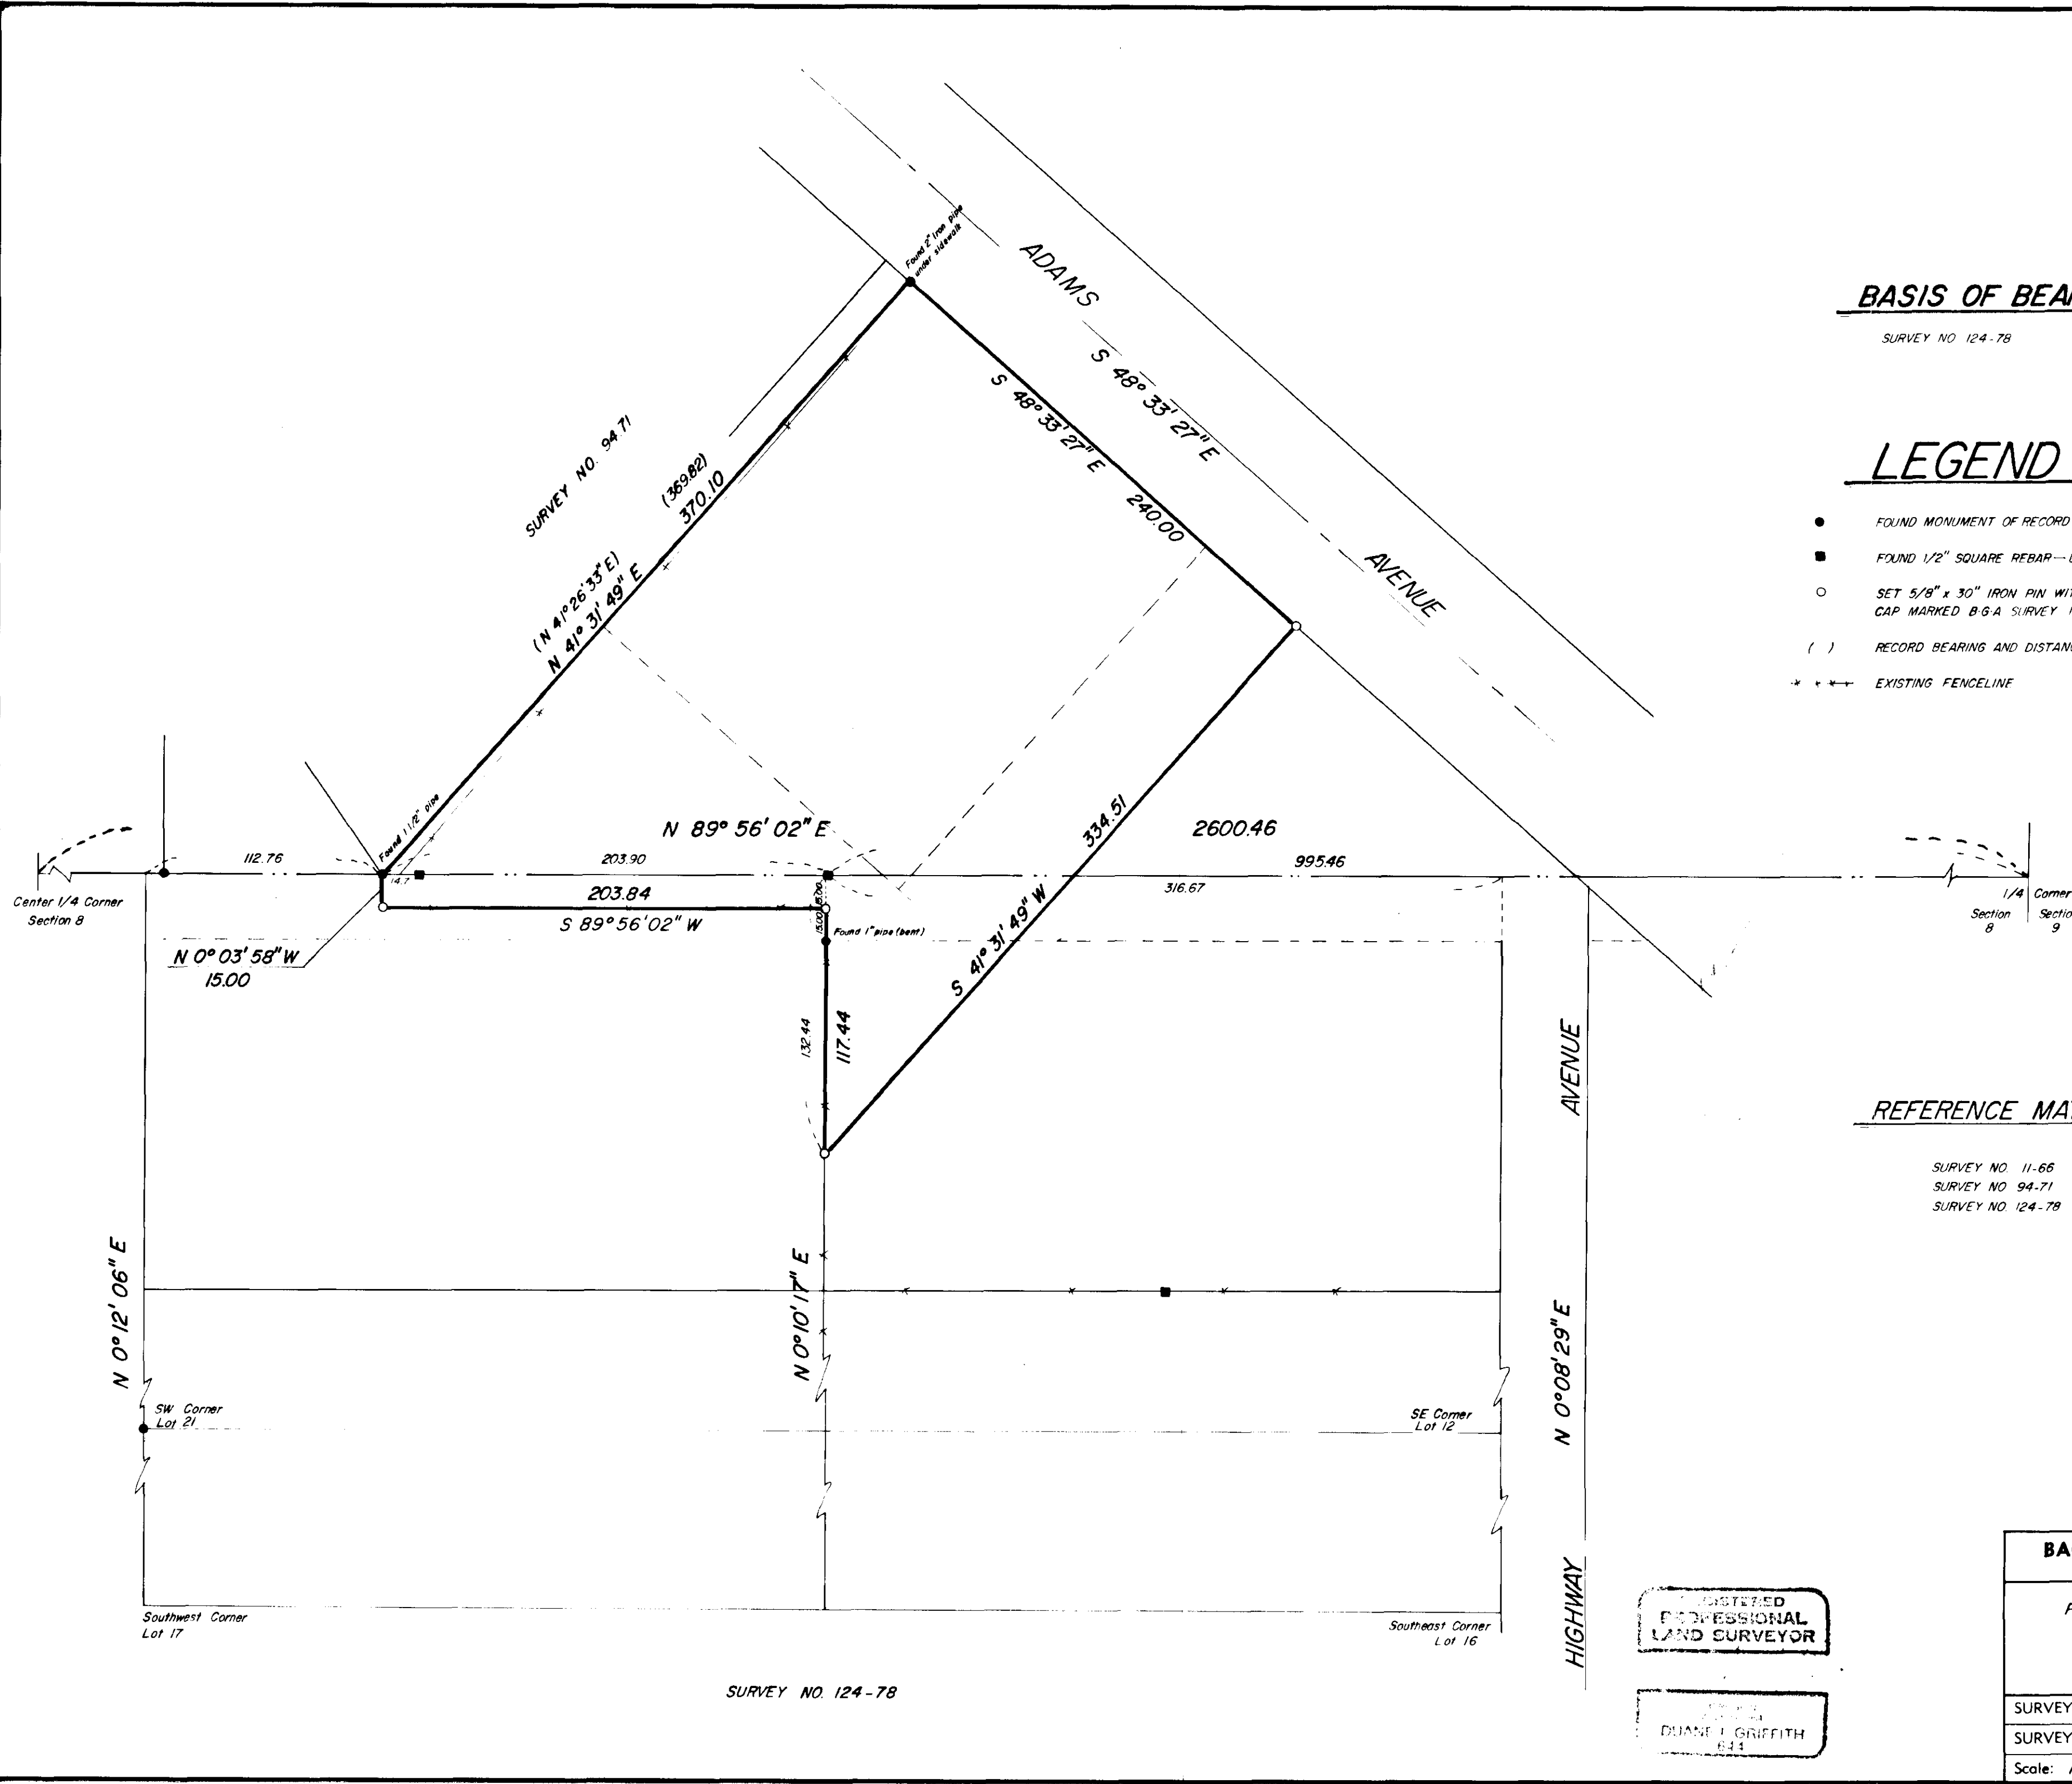 Found 2" Iron pipe
under sidewalk
ADAMS
S 48° 33' 27" E
AVENUE
S 48° 33' 27" E
240.00
SURVEY NO. 94.71
(369.82)
370.10
(N 41° 26' 33" E)
N 41° 31' 49" E
BASIS OF
SURVEY NO 124-78
LEGEND
FOUND MONUMENT OF RECORD
FOUND 1/2" SQUARE REBAR—
SET 5/8" x 30" IRON PIN
CAP MARKED B·G·A SURVEY
( ) RECORD BEARING AND
EXISTING FENCELINE
Found 1 1/2" pipe
N 89° 56' 02" E
334.51
2600.46
112.76
203.90
995.46
14.7
203.84
316.67
S 89° 56' 02" W
15.00
15.00
Found 1" pipe (bent)
S 41° 31' 49" W
Center 1/4 Corner
Section 8
1/4 Corner
Section
8
9
N 0° 03' 58" W
15.00
132.44
117.44
AVENUE
REFERENCE
SURVEY NO. 11-66
SURVEY NO 94-71
SURVEY NO. 124-78
N 0° 12' 06" E
N 0° 10' 17" E
N 0° 08' 29" E
SW Corner
Lot 21
SE Corner
Lot 12
HIGHWAY
Southwest Corner
Lot 17
Southeast Corner
Lot 16
SURVEY NO. 124-78
REGISTERED
PROFESSIONAL
LAND SURVEYOR
DUANE L. GRIFFITH
644
SURVEY
SURVEY
Scale: